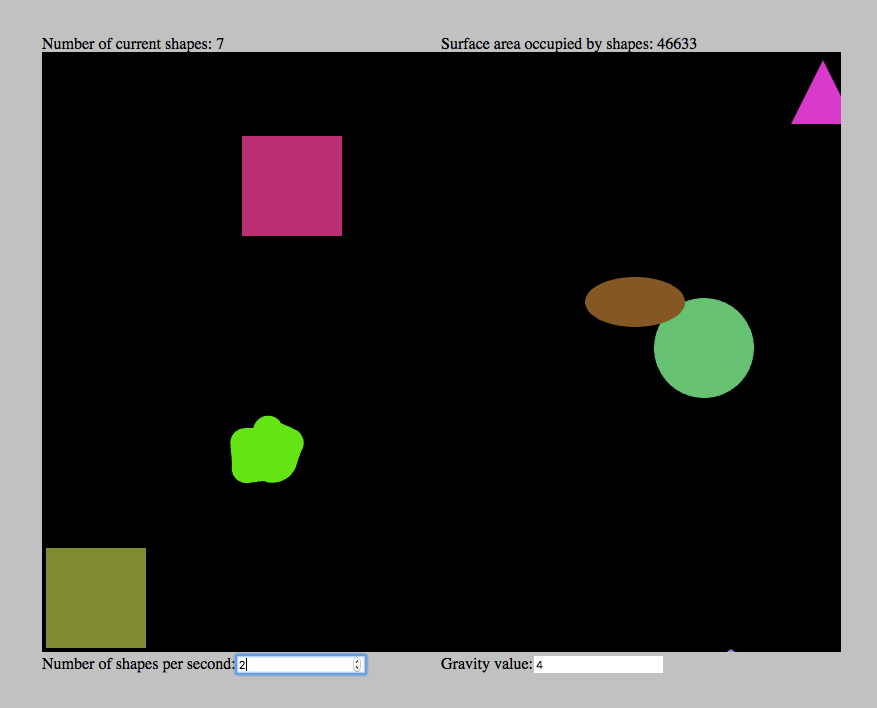 Number of current shapes: 7 Surface area occupied by shapes: 46633
Number of shapes per second: 2 Gravity value: 4